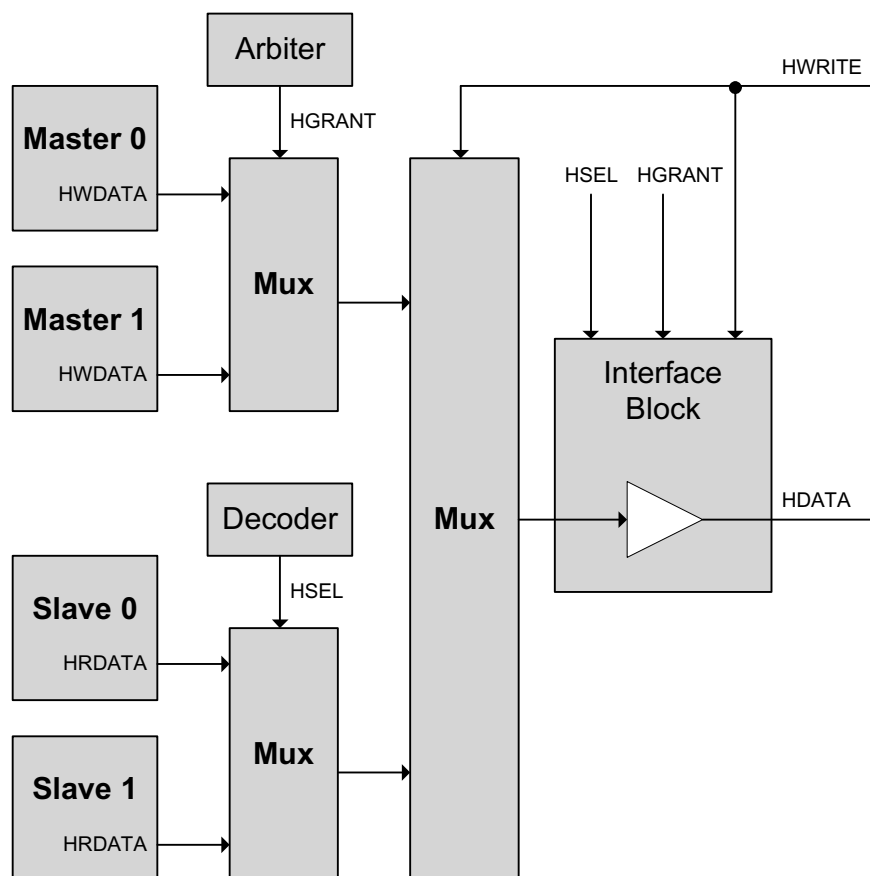 Arbiter
HWRITE
HGRANT
Master 0
HWDATA
HSEL
HGRANT
Mux
Master 1
HWDATA
Interface
Block
Decoder
Mux
HDATA
HSEL
Slave 0
HRDATA
Mux
Slave 1
HRDATA